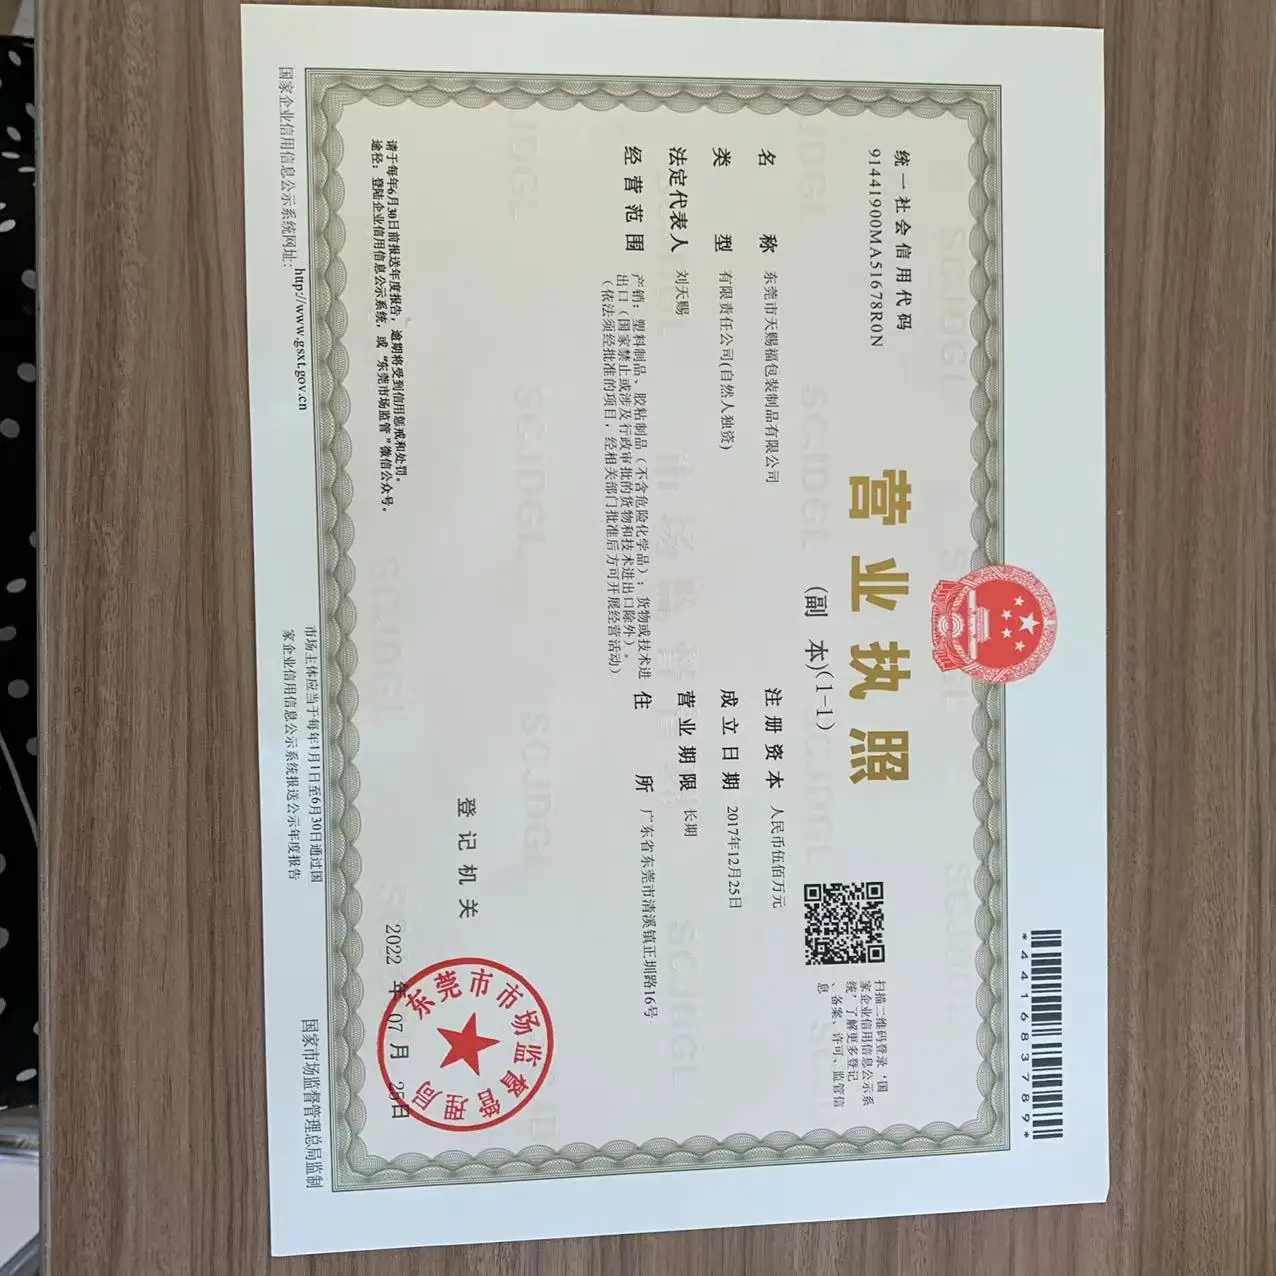 *441683789*
统一社会信用代码
91441900MA51678R0N
营业执照
(副 本)(1-1)
扫描二维码登录‘国
家企业信用信息公示系
统’了解更多登记
、备案、许可、监管信
息
名 称 东莞市天赐福包装制品有限公司
类 型 有限责任公司(自然人独资)
法定代表人 刘天赐
经营范围 产销：塑料制品、胶粘制品（不含危险化学品）；货物或技术进
出口（国家禁止或涉及行政审批的货物和技术进出口除外）。
（依法须经批准的项目，经相关部门批准后方可开展经营活动）
注册资本 人民币伍佰万元
成立日期 2017年12月25日
营业期限 长期
住 所 广东省东莞市清溪镇正圳路16号
登记机关
东莞市市场监督管理局
2022 年 07 月 25日
请于每年6月30日前报送年度报告，逾期将受到信用惩戒和处罚。
途径：登陆企业信用信息公示系统，或“东莞市场监管”微信公众号。
国家企业信用信息公示系统网址：http://www.gsxt.gov.cn
市场主体应当于每年1月1日至6月30日通过国
家企业信用信息公示系统报送公示年度报告
国家市场监督管理总局监制
SCJDGL